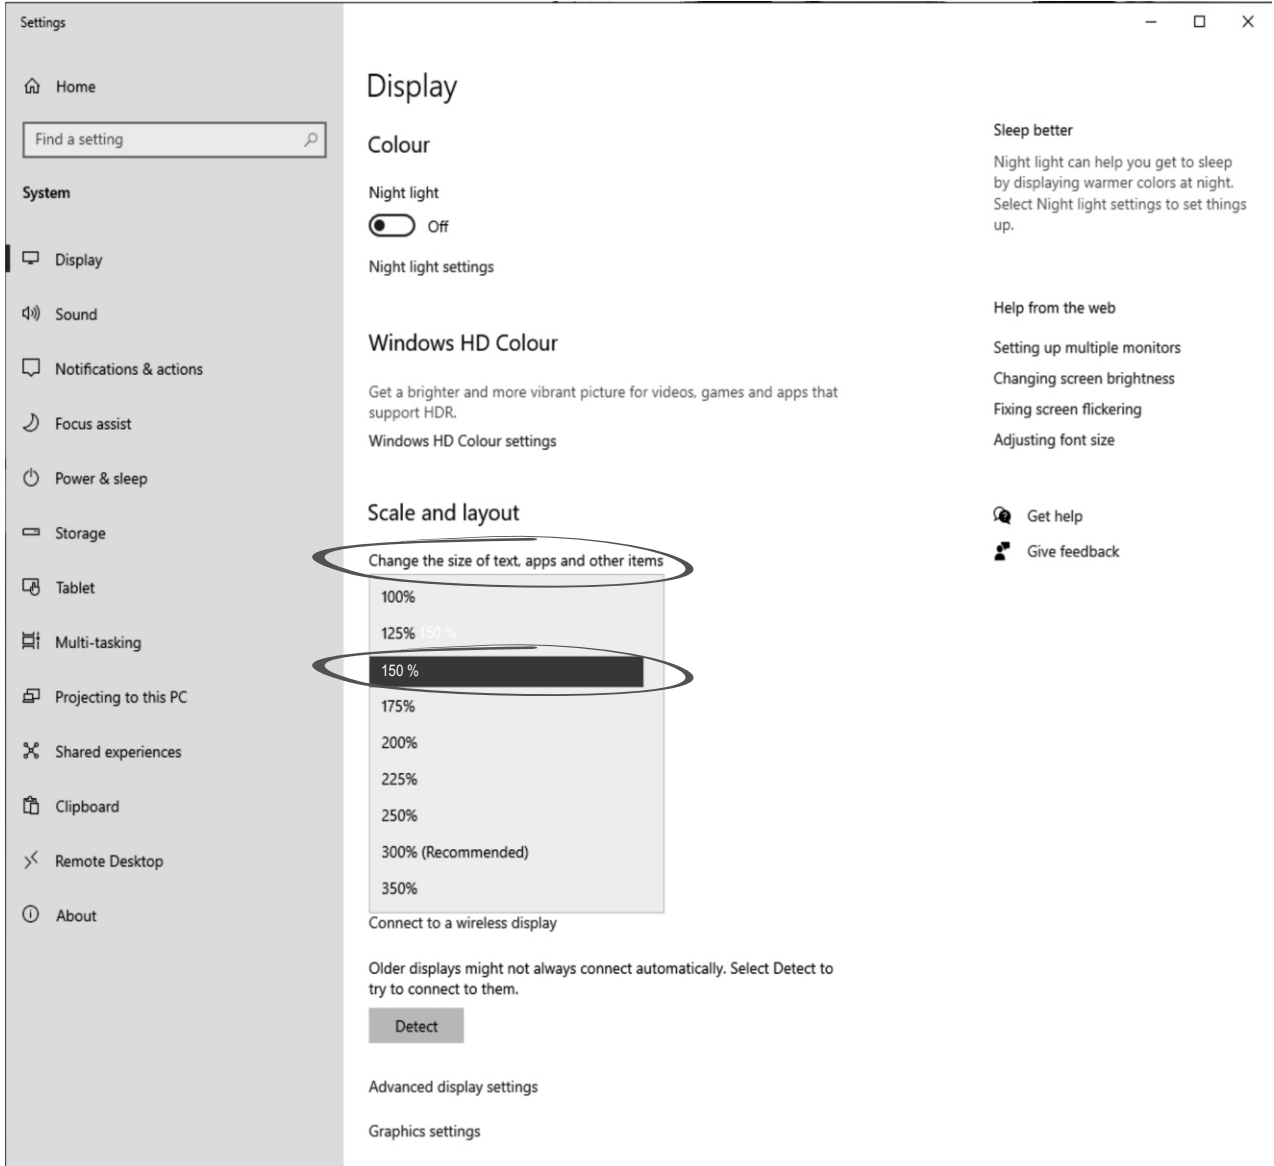 Settings
Home
Find a setting
System
Display
Sound
Notifications & actions
Focus assist
Power & sleep
Storage
Tablet
Multi-tasking
Projecting to this PC
Shared experiences
Clipboard
Remote Desktop
About
Display
Colour
Night light
Off
Night light settings
Windows HD Colour
Get a brighter and more vibrant picture for videos, games and apps that
support HDR.
Windows HD Colour settings
Scale and layout
Change the size of text, apps and other items
100%
125% 150 %
150 %
175%
200%
225%
250%
300% (Recommended)
350%
Connect to a wireless display
Older displays might not always connect automatically. Select Detect to
try to connect to them.
Detect
Advanced display settings
Graphics settings
Sleep better
Night light can help you get to sleep
by displaying warmer colors at night.
Select Night light settings to set things
up.
Help from the web
Setting up multiple monitors
Changing screen brightness
Fixing screen flickering
Adjusting font size
Get help
Give feedback